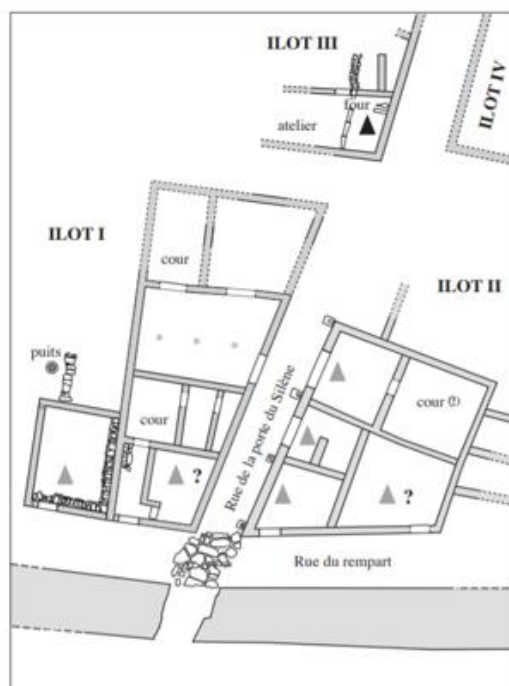 ILOT III
ILOT IV
four
atelier
ILOT I
cour
ILOT II
puits
cour
cour (?)
Rue de la porte du Silène
?
?
Rue du rempart